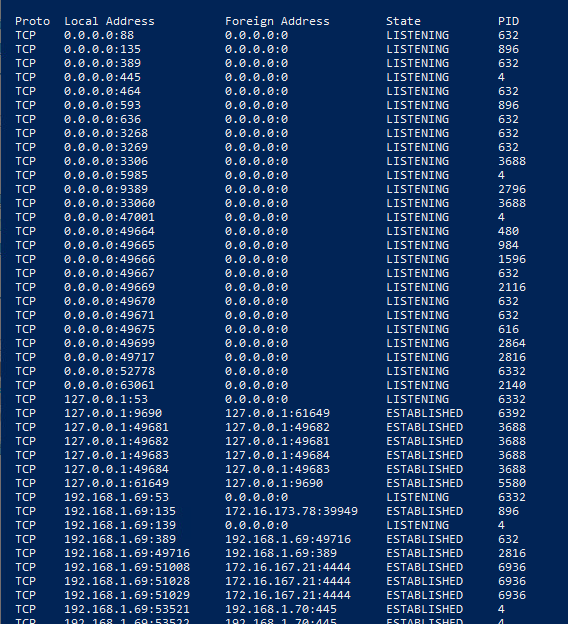 Proto Local Address Foreign Address State PID
TCP 0.0.0.0:88 0.0.0.0:0 LISTENING 632
TCP 0.0.0.0:135 0.0.0.0:0 LISTENING 896
TCP 0.0.0.0:389 0.0.0.0:0 LISTENING 632
TCP 0.0.0.0:445 0.0.0.0:0 LISTENING 4
TCP 0.0.0.0:464 0.0.0.0:0 LISTENING 632
TCP 0.0.0.0:593 0.0.0.0:0 LISTENING 896
TCP 0.0.0.0:636 0.0.0.0:0 LISTENING 632
TCP 0.0.0.0:3268 0.0.0.0:0 LISTENING 632
TCP 0.0.0.0:3269 0.0.0.0:0 LISTENING 632
TCP 0.0.0.0:3306 0.0.0.0:0 LISTENING 3688
TCP 0.0.0.0:5985 0.0.0.0:0 LISTENING 4
TCP 0.0.0.0:9389 0.0.0.0:0 LISTENING 2796
TCP 0.0.0.0:33060 0.0.0.0:0 LISTENING 3688
TCP 0.0.0.0:47001 0.0.0.0:0 LISTENING 4
TCP 0.0.0.0:49664 0.0.0.0:0 LISTENING 480
TCP 0.0.0.0:49665 0.0.0.0:0 LISTENING 984
TCP 0.0.0.0:49666 0.0.0.0:0 LISTENING 1596
TCP 0.0.0.0:49667 0.0.0.0:0 LISTENING 632
TCP 0.0.0.0:49669 0.0.0.0:0 LISTENING 2116
TCP 0.0.0.0:49670 0.0.0.0:0 LISTENING 632
TCP 0.0.0.0:49671 0.0.0.0:0 LISTENING 632
TCP 0.0.0.0:49675 0.0.0.0:0 LISTENING 616
TCP 0.0.0.0:49699 0.0.0.0:0 LISTENING 2864
TCP 0.0.0.0:49717 0.0.0.0:0 LISTENING 2816
TCP 0.0.0.0:52778 0.0.0.0:0 LISTENING 6332
TCP 0.0.0.0:63061 0.0.0.0:0 LISTENING 2140
TCP 127.0.0.1:53 0.0.0.0:0 LISTENING 6332
TCP 127.0.0.1:9690 127.0.0.1:61649 ESTABLISHED 6392
TCP 127.0.0.1:49681 127.0.0.1:49682 ESTABLISHED 3688
TCP 127.0.0.1:49682 127.0.0.1:49681 ESTABLISHED 3688
TCP 127.0.0.1:49683 127.0.0.1:49684 ESTABLISHED 3688
TCP 127.0.0.1:49684 127.0.0.1:49683 ESTABLISHED 3688
TCP 127.0.0.1:61649 127.0.0.1:9690 ESTABLISHED 5580
TCP 192.168.1.69:53 0.0.0.0:0 LISTENING 6332
TCP 192.168.1.69:135 172.16.173.78:39949 ESTABLISHED 896
TCP 192.168.1.69:139 0.0.0.0:0 LISTENING 4
TCP 192.168.1.69:389 192.168.1.69:49716 ESTABLISHED 632
TCP 192.168.1.69:49716 192.168.1.69:389 ESTABLISHED 2816
TCP 192.168.1.69:51008 172.16.167.21:4444 ESTABLISHED 6936
TCP 192.168.1.69:51028 172.16.167.21:4444 ESTABLISHED 6936
TCP 192.168.1.69:51029 172.16.167.21:4444 ESTABLISHED 6936
TCP 192.168.1.69:53521 192.168.1.70:445 ESTABLISHED 4
TCP 192.168.1.69:53522 192.168.1.70:445 ESTABLISHED 4